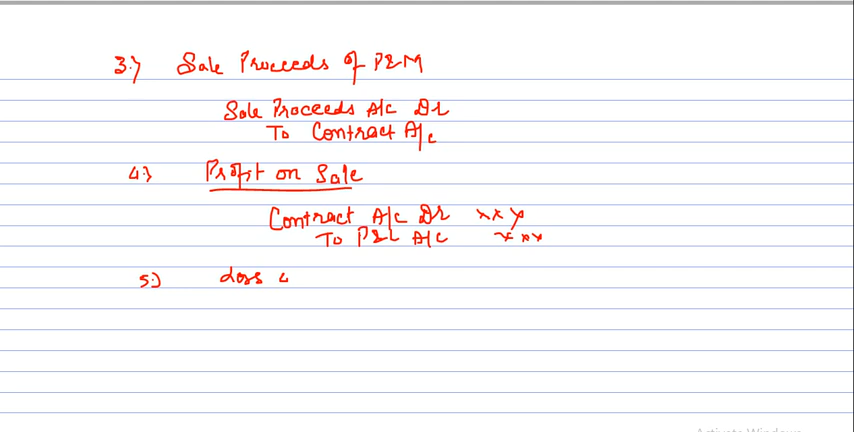 3.) Sale Proceeds of P&M
Sale Proceeds A/c Dr
To Contract A/c
4.) Profit on Sale
Contract A/c Dr xxx
To P&L A/c xxx
5.) Loss